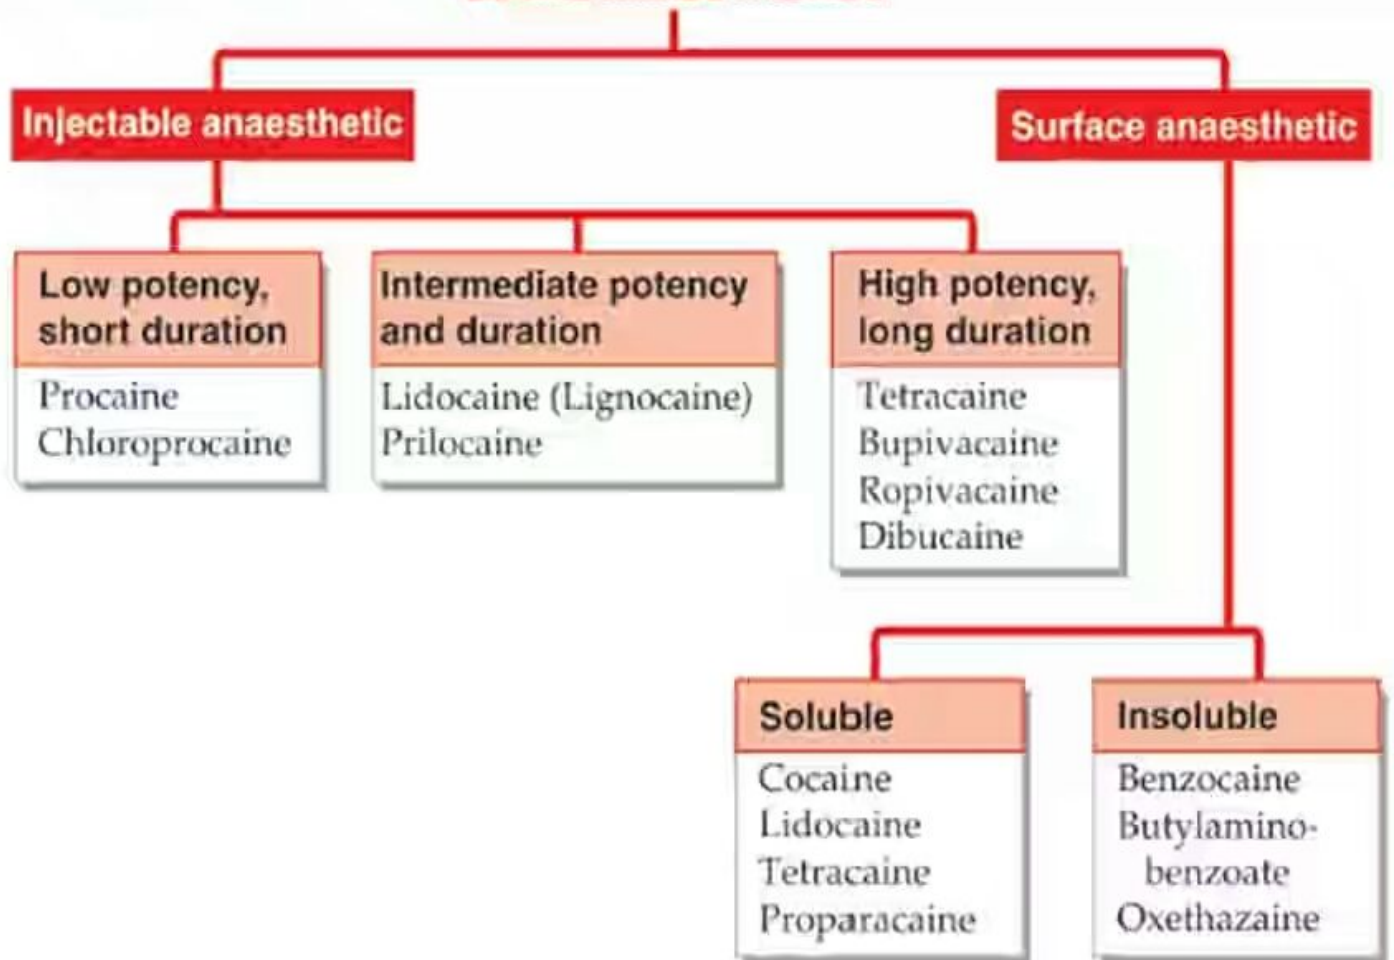 Injectable anaesthetic
Surface anaesthetic
Low potency,
short duration
Procaine
Chloroprocaine
Intermediate potency
and duration
Lidocaine (Lignocaine)
Prilocaine
High potency,
long duration
Tetracaine
Bupivacaine
Ropivacaine
Dibucaine
Soluble
Cocaine
Lidocaine
Tetracaine
Proparacaine
Insoluble
Benzocaine
Butylamino-
benzoate
Oxethazaine